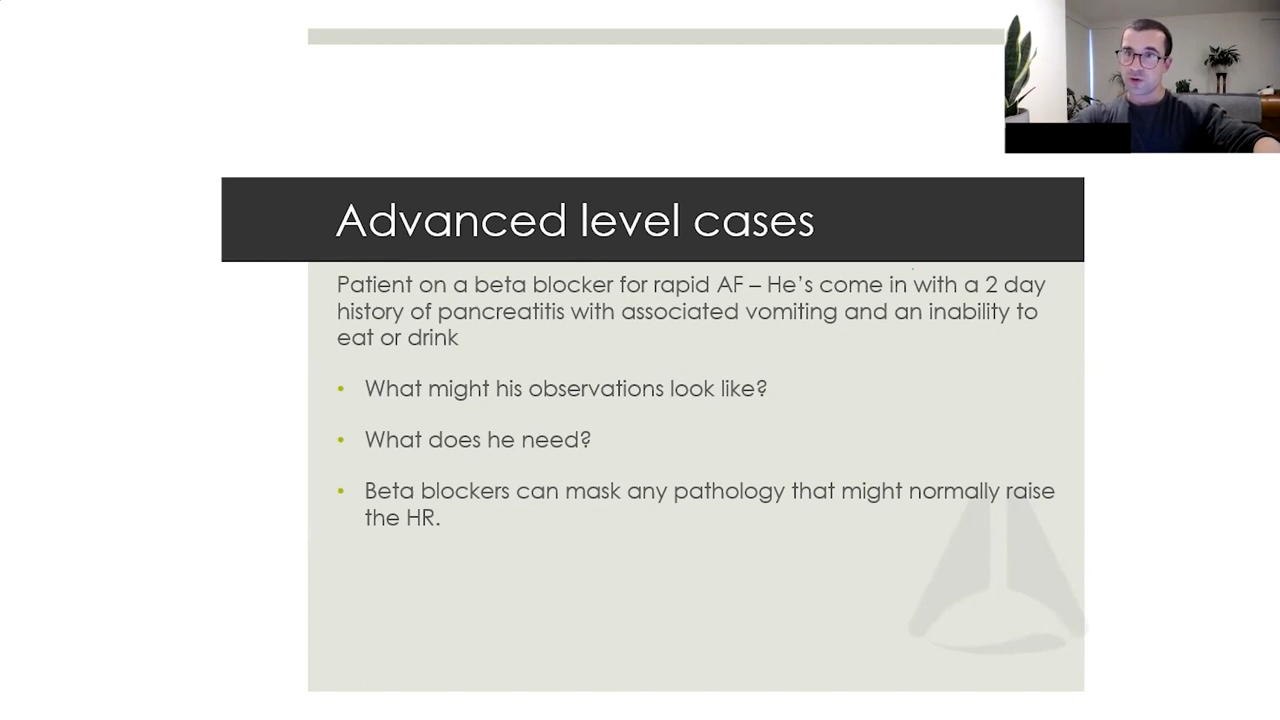 Advanced level cases
Patient on a beta blocker for rapid AF – He's come in with a 2 day
history of pancreatitis with associated vomiting and an inability to
eat or drink
• What might his observations look like?
• What does he need?
• Beta blockers can mask any pathology that might normally raise
the HR.